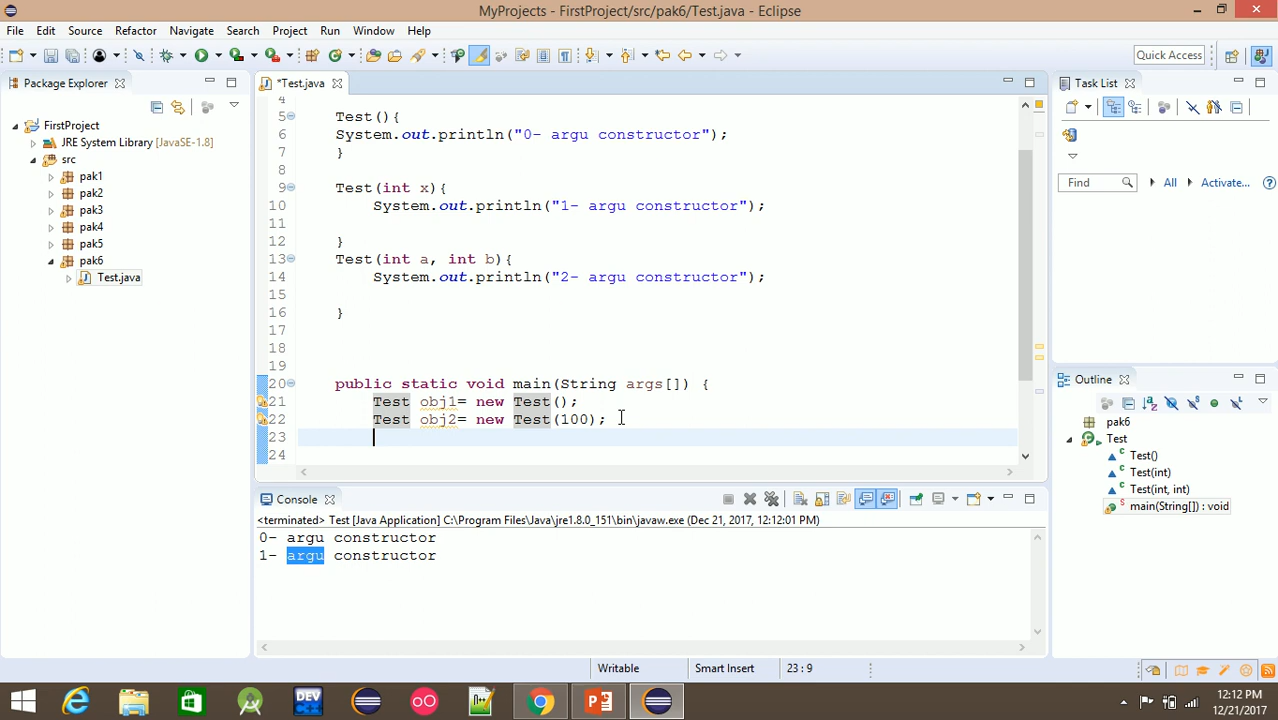 MyProjects - FirstProject/src/pak6/Test.java - Eclipse
File Edit Source Refactor Navigate Search Project Run Window Help
Quick Access
Package Explorer
FirstProject
JRE System Library [JavaSE-1.8]
src
pak1
pak2
pak3
pak4
pak5
pak6
Test.java
*Test.java
4
5 Test(){
6 System.out.println("0- argu constructor");
7 }
8
9 Test(int x){
10 System.out.println("1- argu constructor");
11
12 }
13 Test(int a, int b){
14 System.out.println("2- argu constructor");
15
16 }
17
18
19
20 public static void main(String args[]) {
21 Test obj1= new Test();
22 Test obj2= new Test(100);
23
24
Task List
Find All Activate...
Outline
pak6
Test
Test()
Test(int)
Test(int, int)
main(String[]) : void
Console
<terminated> Test [Java Application] C:\Program Files\Java\jre1.8.0_151\bin\javaw.exe (Dec 21, 2017, 12:12:01 PM)
0- argu constructor
1- argu constructor
Writable Smart Insert 23 : 9
DEV C++
12:12 PM
12/21/2017